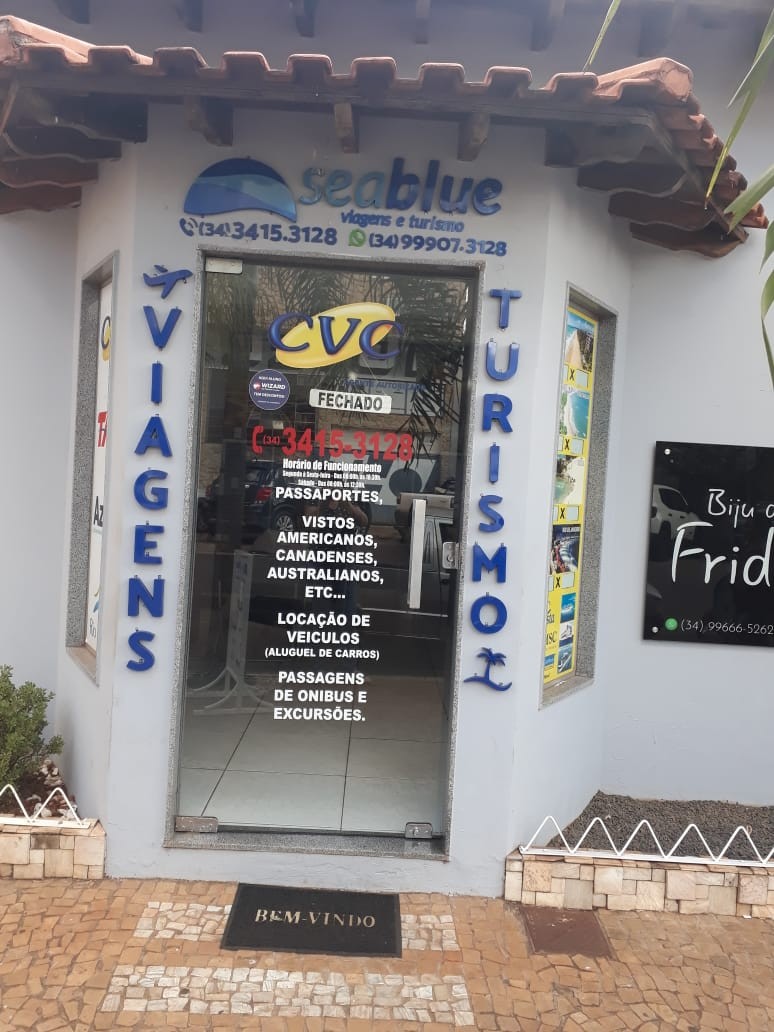 seablue
viagens e turismo
(34)3415.3128 (34)99907.3128
VIAGENS
TURISMO
CVC
WIZARD
FECHADO
(34) 3415-3128
Horário de Funcionamento
PASSAPORTES,
VISTOS
AMERICANOS,
CANADENSES,
AUSTRALIANOS,
ETC...
LOCAÇÃO DE
VEICULOS
(ALUGUEL DE CARROS)
PASSAGENS
DE ONIBUS E
EXCURSÕES.
BEM-VINDO
Biju
Frid
(34) 99666-5262